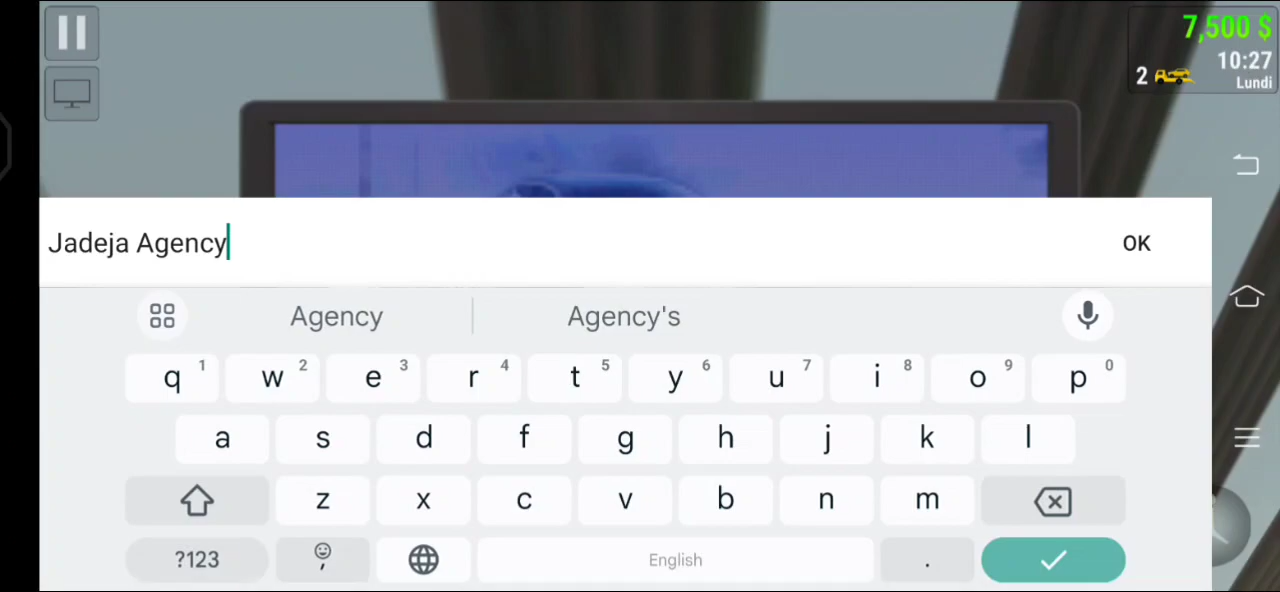 7,500 $
10:27
2
Lundi
Jadeja Agency
OK
Agency Agency's
q 1 w 2 e 3 r 4 t 5 y 6 u 7 i 8 o 9 p 0
a s d f g h j k l
z x c v b n m
?123 , English .